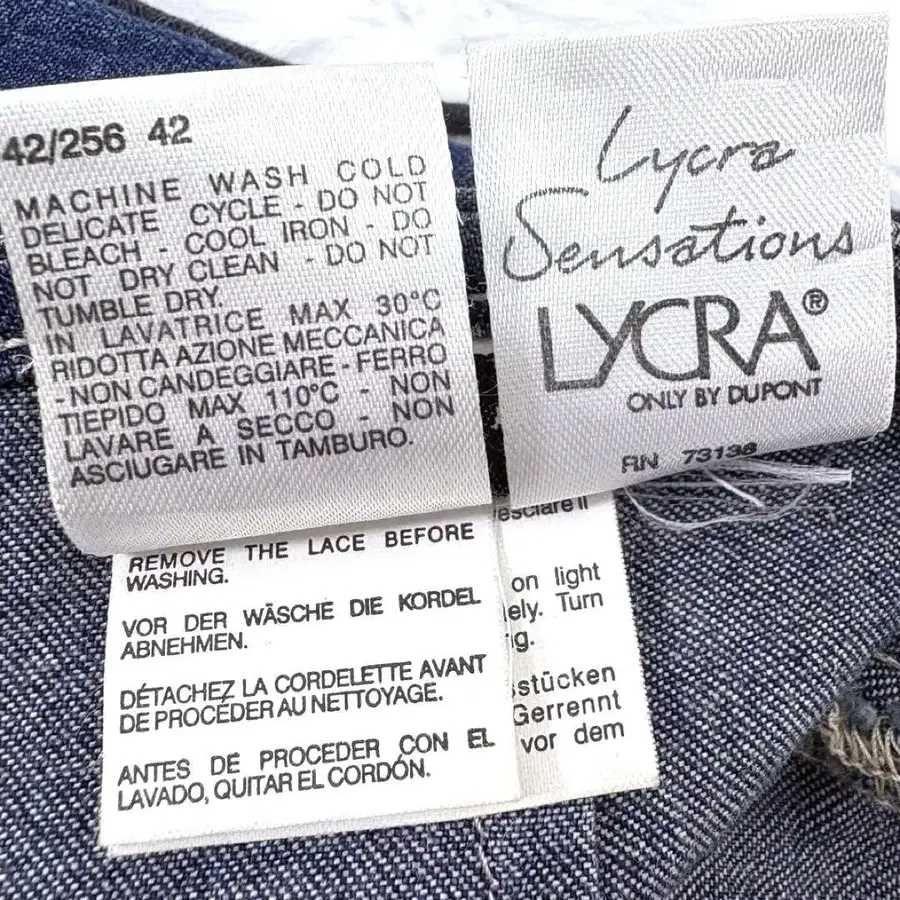 42/256 42
MACHINE WASH COLD
DELICATE CYCLE - DO NOT
BLEACH - COOL IRON - DO
NOT DRY CLEAN - DO NOT
TUMBLE DRY.
IN LAVATRICE MAX 30°C
RIDOTTA AZIONE MECCANICA
-NON CANDEGGIARE - FERRO
TIEPIDO MAX 110°C - NON
LAVARE A SECCO - NON
ASCIUGARE IN TAMBURO.
Lycra
Sensations
LYCRA®
ONLY BY DUPONT
RN 73136
REMOVE THE LACE BEFORE
WASHING.
VOR DER WÄSCHE DIE KORDEL
ABNEHMEN.
DÉTACHEZ LA CORDELETTE AVANT
DE PROCÉDER AU NETTOYAGE.
ANTES DE PROCEDER CON EL
LAVADO, QUITAR EL CORDÓN.
on light
Turn
Gerrennt
vor dem